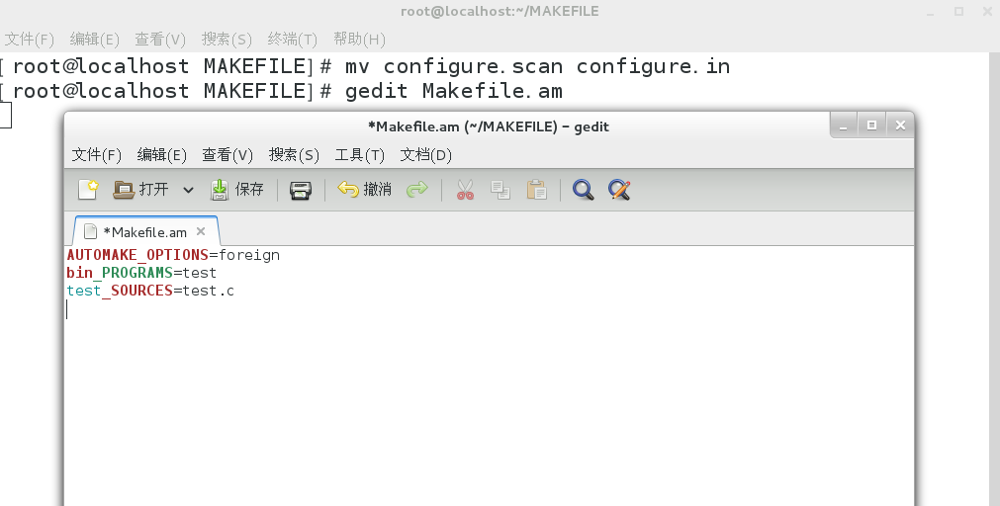 root@localhost:~/MAKEFILE
文件(F) 编辑(E) 查看(V) 搜索(S) 终端(T) 帮助(H)
[root@localhost MAKEFILE]# mv configure.scan configure.in
[root@localhost MAKEFILE]# gedit Makefile.am
*Makefile.am (~/MAKEFILE) - gedit
文件(F) 编辑(E) 查看(V) 搜索(S) 工具(T) 文档(D)
打开 保存 撤消
*Makefile.am
AUTOMAKE_OPTIONS=foreign
bin_PROGRAMS=test
test_SOURCES=test.c